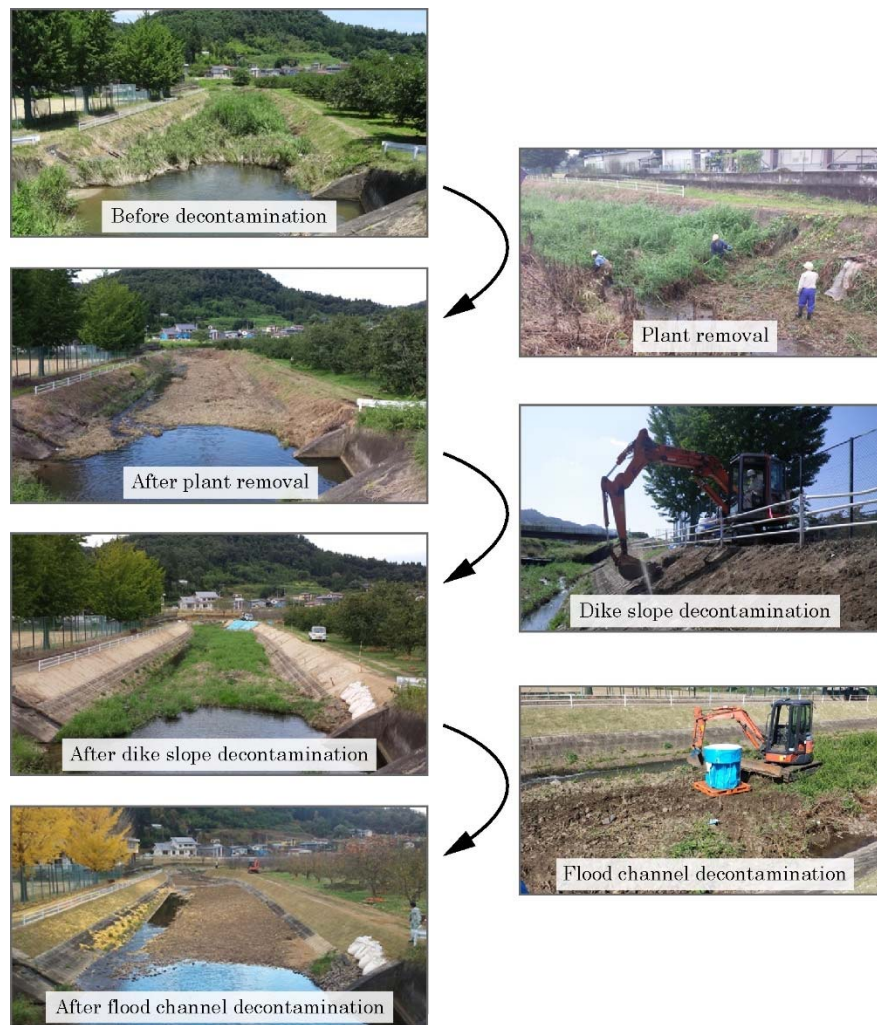 Before decontamination
Plant removal
After plant removal
Dike slope decontamination
After dike slope decontamination
Flood channel decontamination
After flood channel decontamination